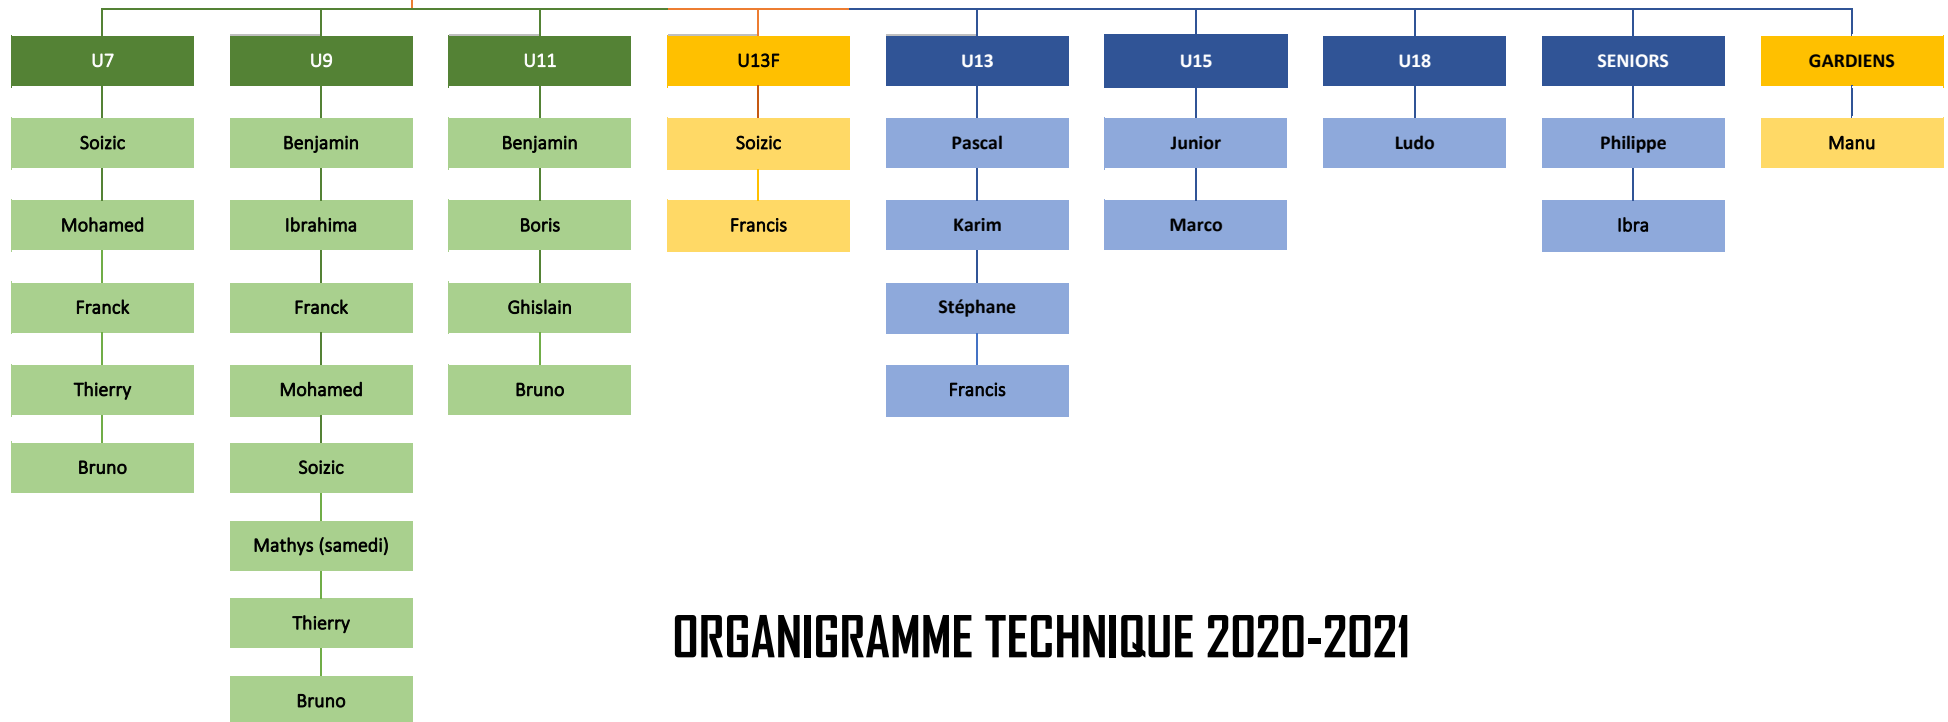 U7
U9
U11
U13F
U13
U15
U18
SENIORS
GARDIENS
Soizic
Benjamin
Benjamin
Soizic
Pascal
Junior
Ludo
Philippe
Manu
Mohamed
Ibrahima
Boris
Francis
Karim
Marco
Ibra
Franck
Franck
Ghislain
Stéphane
Thierry
Mohamed
Bruno
Francis
Bruno
Soizic
Mathys (samedi)
Thierry
Bruno
ORGANIGRAMME TECHNIQUE 2020-2021